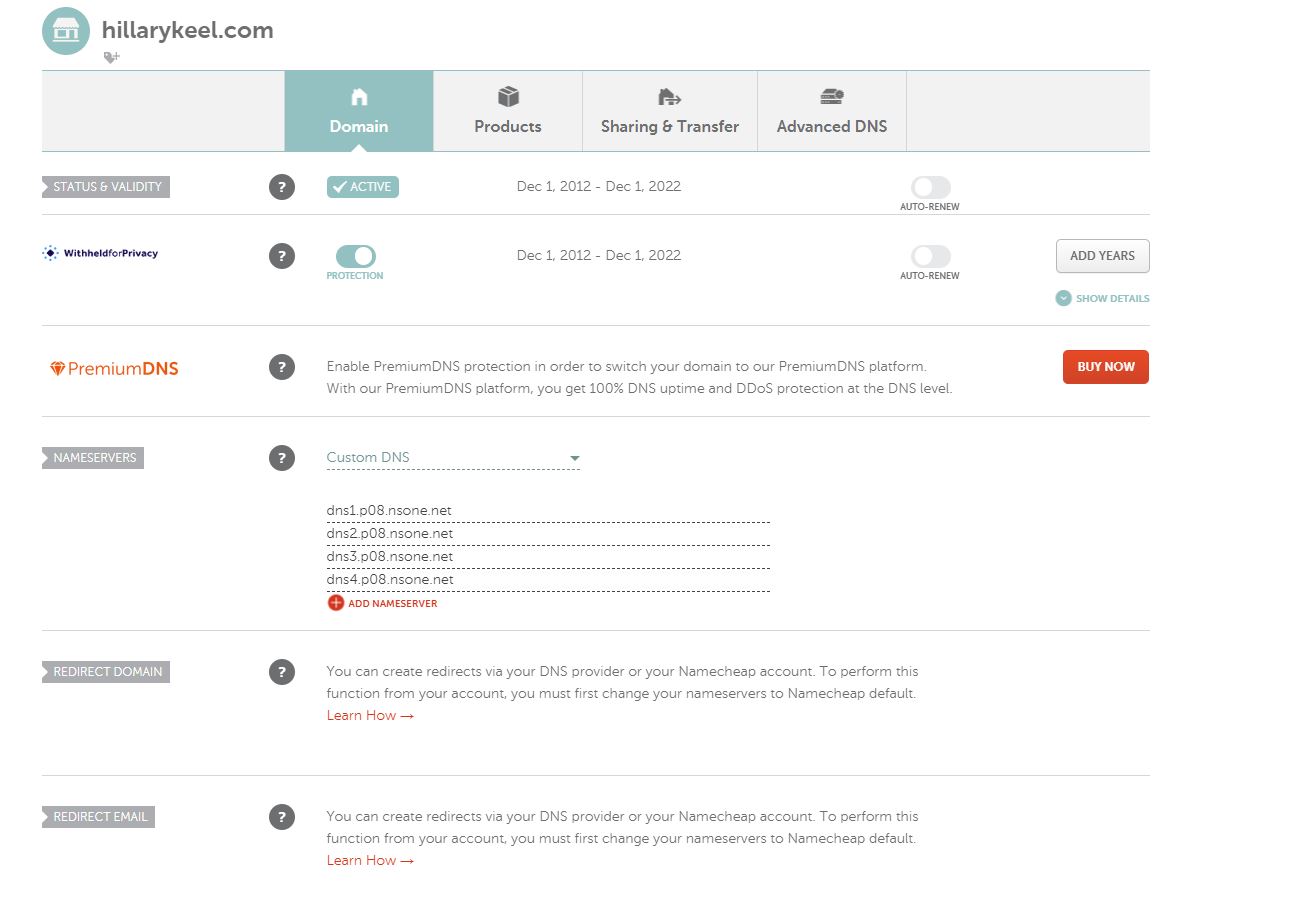 hillarykeel.com
Domain
Products
Sharing & Transfer
Advanced DNS
STATUS & VALIDITY
?
ACTIVE
Dec 1, 2012 - Dec 1, 2022
AUTO-RENEW
WithheldforPrivacy
?
PROTECTION
Dec 1, 2012 - Dec 1, 2022
AUTO-RENEW
ADD YEARS
SHOW DETAILS
PremiumDNS
?
Enable PremiumDNS protection in order to switch your domain to our PremiumDNS platform.
With our PremiumDNS platform, you get 100% DNS uptime and DDoS protection at the DNS level.
BUY NOW
NAMESERVERS
?
Custom DNS
dns1.p08.nsone.net
dns2.p08.nsone.net
dns3.p08.nsone.net
dns4.p08.nsone.net
ADD NAMESERVER
REDIRECT DOMAIN
?
You can create redirects via your DNS provider or your Namecheap account. To perform this
function from your account, you must first change your nameservers to Namecheap default.
Learn How →
REDIRECT EMAIL
?
You can create redirects via your DNS provider or your Namecheap account. To perform this
function from your account, you must first change your nameservers to Namecheap default.
Learn How →